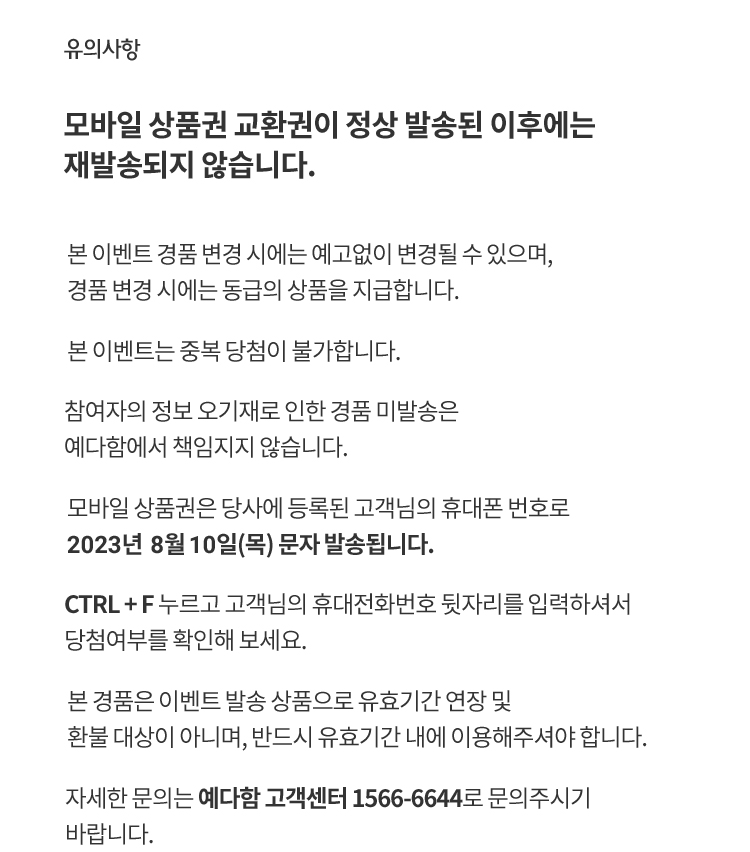 유의사항
모바일 상품권 교환권이 정상 발송된 이후에는
재발송되지 않습니다.
본 이벤트 경품 변경 시에는 예고없이 변경될 수 있으며,
경품 변경 시에는 동급의 상품을 지급합니다.
본 이벤트는 중복 당첨이 불가합니다.
참여자의 정보 오기재로 인한 경품 미발송은
예다함에서 책임지지 않습니다.
모바일 상품권은 당사에 등록된 고객님의 휴대폰 번호로
2023년 8월 10일(목) 문자 발송됩니다.
CTRL + F 누르고 고객님의 휴대전화번호 뒷자리를 입력하셔서
당첨여부를 확인해 보세요.
본 경품은 이벤트 발송 상품으로 유효기간 연장 및
환불 대상이 아니며, 반드시 유효기간 내에 이용해주셔야 합니다.
자세한 문의는 예다함 고객센터 1566-6644로 문의주시기
바랍니다.